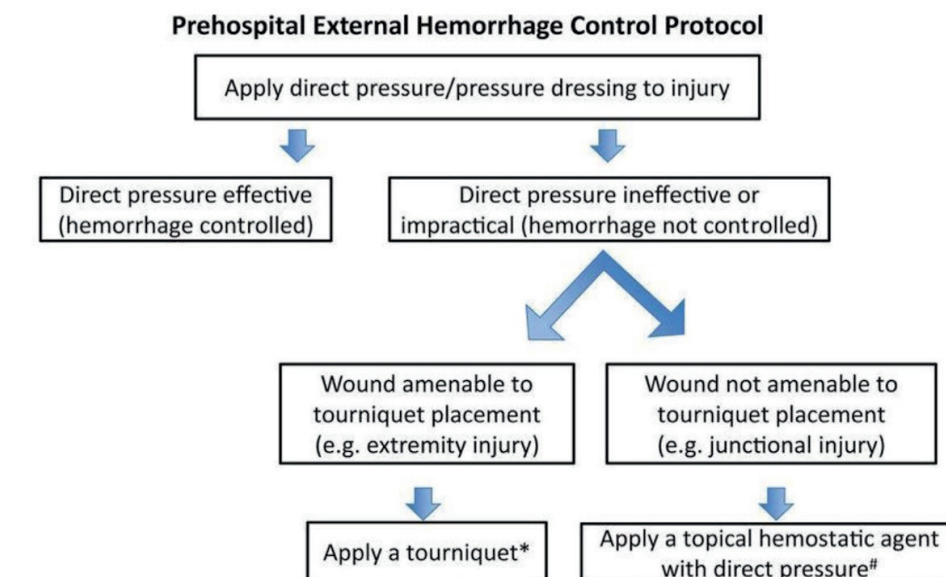 Prehospital External Hemorrhage Control Protocol
Apply direct pressure/pressure dressing to injury
Direct pressure effective
(hemorrhage controlled)
Direct pressure ineffective or
impractical (hemorrhage not controlled)
Wound amenable to
tourniquet placement
(e.g. extremity injury)
Wound not amenable to
tourniquet placement
(e.g. junctional injury)
Apply a tourniquet*
Apply a topical hemostatic agent
with direct pressure#